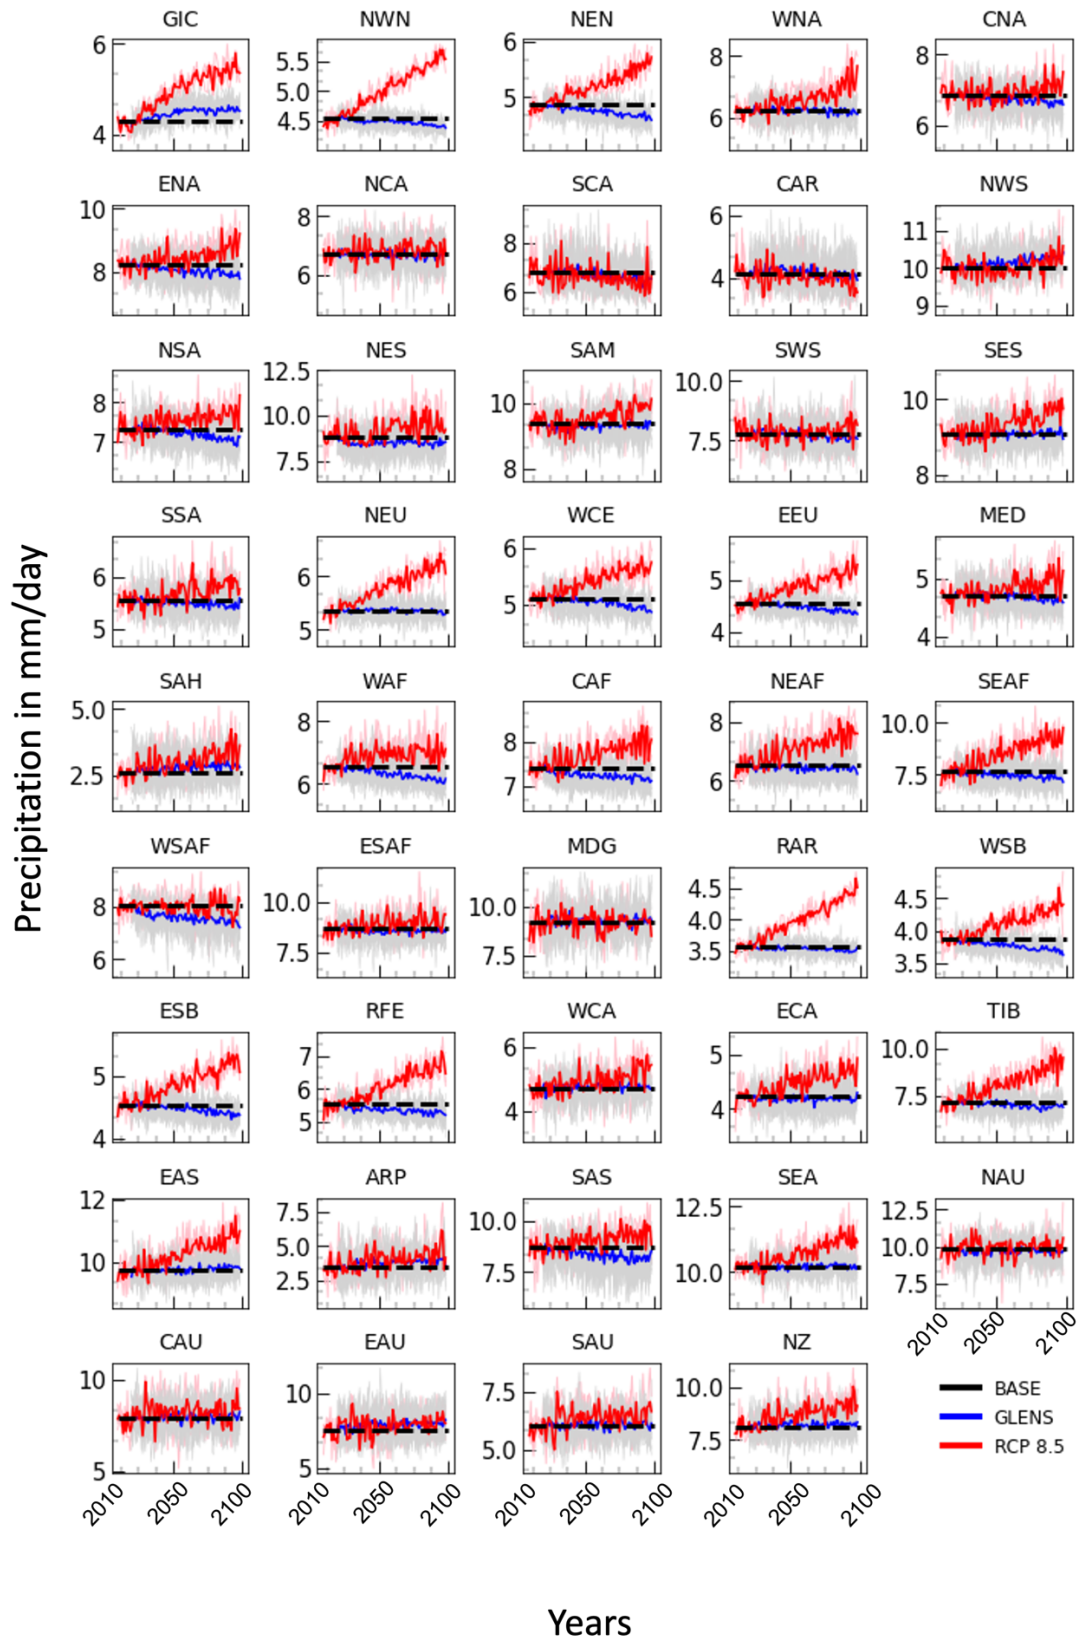 GIC NWN NEN WNA CNA
6 4
5.5 5.0 4.5
6 5
8 6
8 6
ENA NCA SCA CAR NWS
10 8
8 6
8 6
6 4
11 10 9
NSA NES SAM SWS SES
8 7
12.5 10.0 7.5
10 8
10.0 7.5
10 8
SSA NEU WCE EEU MED
6 5
6 5
6 5
5 4
5 4
SAH WAF CAF NEAF SEAF
5.0 2.5
8 6
8 7
8 6
10.0 7.5
WSAF ESAF MDG RAR WSB
8 6
10.0 7.5
10.0 7.5
4.5 4.0 3.5
4.5 4.0 3.5
ESB RFE WCA ECA TIB
5 4
7 6 5
6 4
5 4
10.0 7.5
EAS ARP SAS SEA NAU
12 10
7.5 5.0 2.5
10.0 7.5
12.5 10.0
12.5 10.0 7.5
2010 2050 2100
CAU EAU SAU NZ
10 5
10 5
7.5 5.0
10.0 7.5
2010 2050 2100
2010 2050 2100
2010 2050 2100
2010 2050 2100
BASE
GLENS
RCP 8.5
Precipitation in mm/day
Years